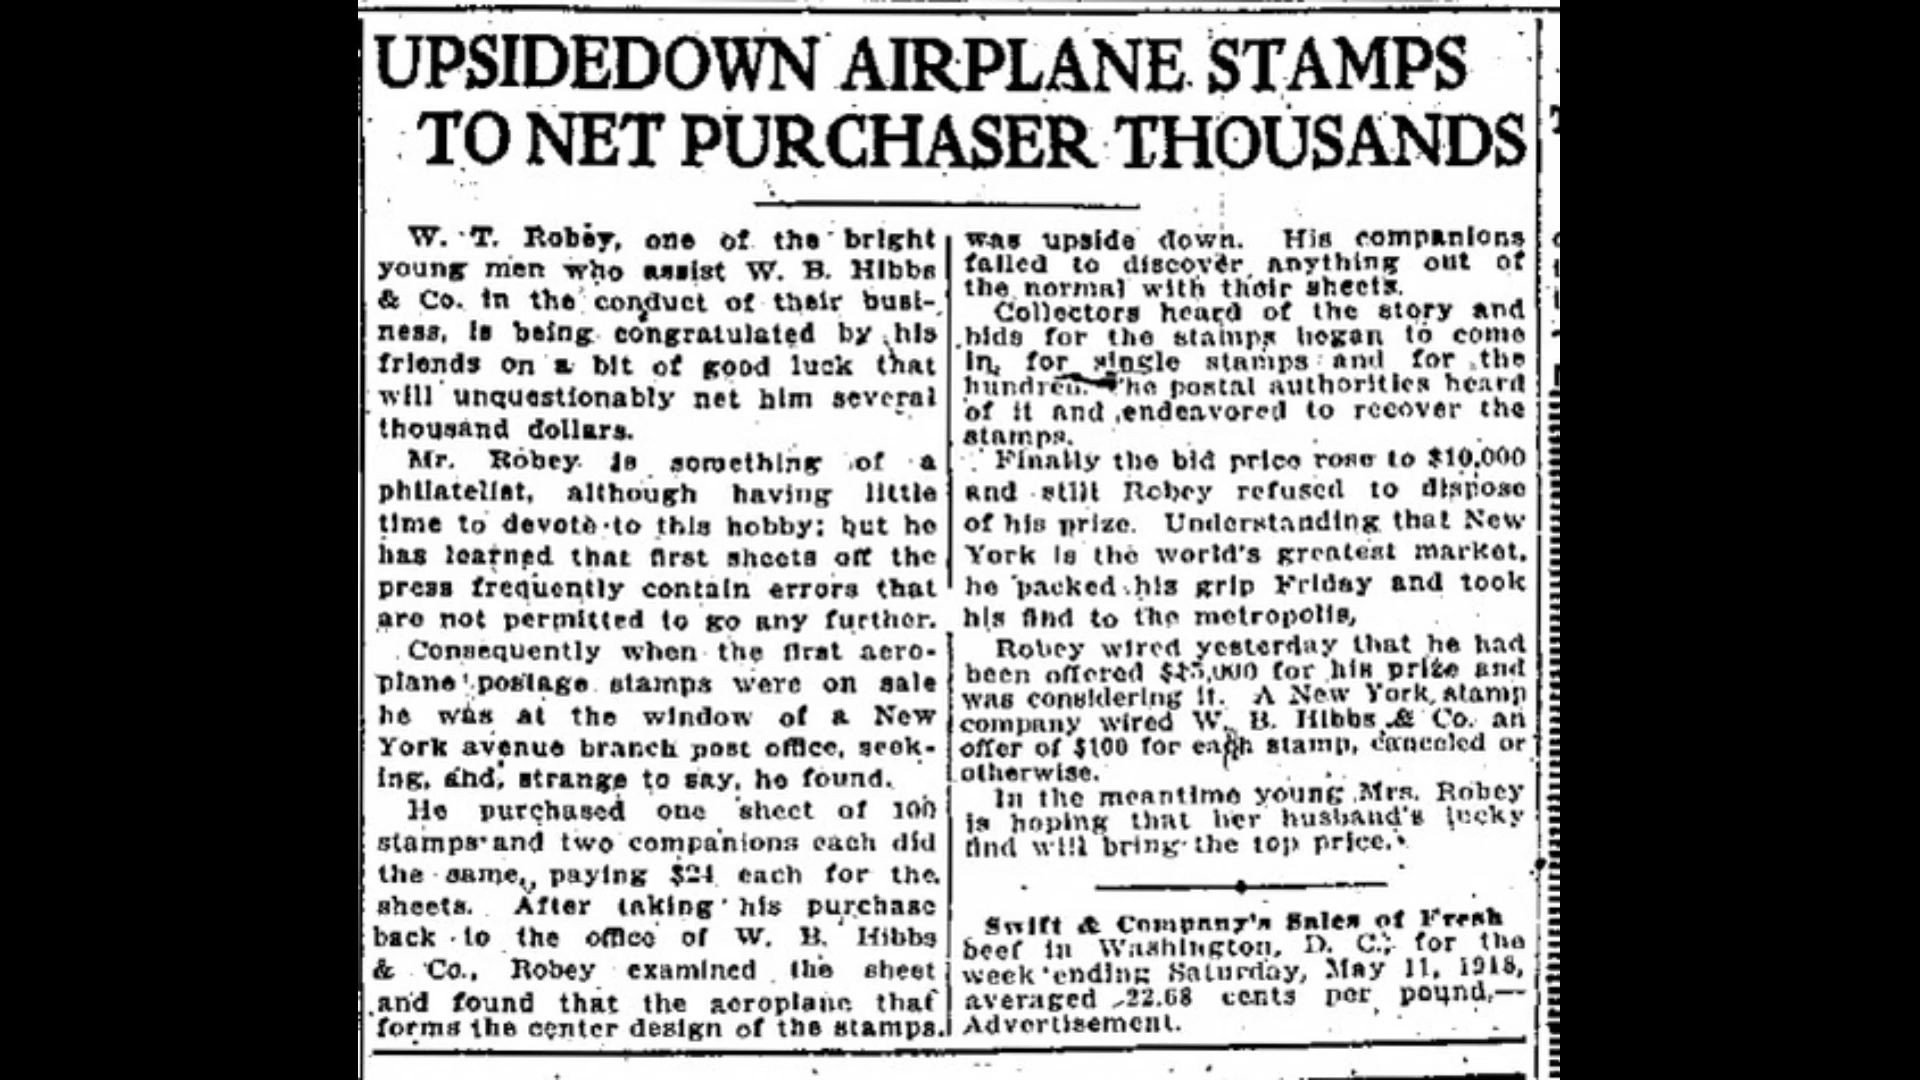 UPSIDEDOWN AIRPLANE STAMPS
TO NET PURCHASER THOUSANDS
W. T. Robey, one of the bright
young men who assist W. B. Hibbs
& Co. in the conduct of their busi-
ness, is being congratulated by his
friends on a bit of good luck that
will unquestionably net him several
thousand dollars.
Mr. Robey is something of a
philatelist, although having little
time to devote to this hobby; but he
has learned that first sheets off the
press frequently contain errors that
are not permitted to go any further.
Consequently when the first aero-
plane postage stamps were on sale
he was at the window of a New
York avenue branch post office, seek-
ing, and, strange to say, he found.
He purchased one sheet of 100
stamps and two companions each did
the same, paying $24 each for the
sheets. After taking his purchase
back to the office of W. B. Hibbs
& Co., Robey examined the sheet
and found that the aeroplane that
forms the center design of the stamps
was upside down. His companions
failed to discover anything out of
the normal with their sheets.
Collectors heard of the story and
bids for the stamps began to come
in, for single stamps and for the
hundred. The postal authorities heard
of it and endeavored to recover the
stamps.
Finally the bid price rose to $10,000
and still Robey refused to dispose
of his prize. Understanding that New
York is the world's greatest market,
he packed his grip Friday and took
his find to the metropolis,
Robey wired yesterday that he had
been offered for his prize and
was considering it. A New York stamp
company wired W. B. Hibbs & Co. an
offer of $100 for each stamp, canceled or
otherwise.
In the meantime young Mrs. Robey
is hoping that her husband's lucky
find will bring the top price.
Swift & Company's Sales of Fresh
beef in Washington, D. C., for the
week ending Saturday, May 11, 1918,
averaged 22.68 cents per pound.—
Advertisement.